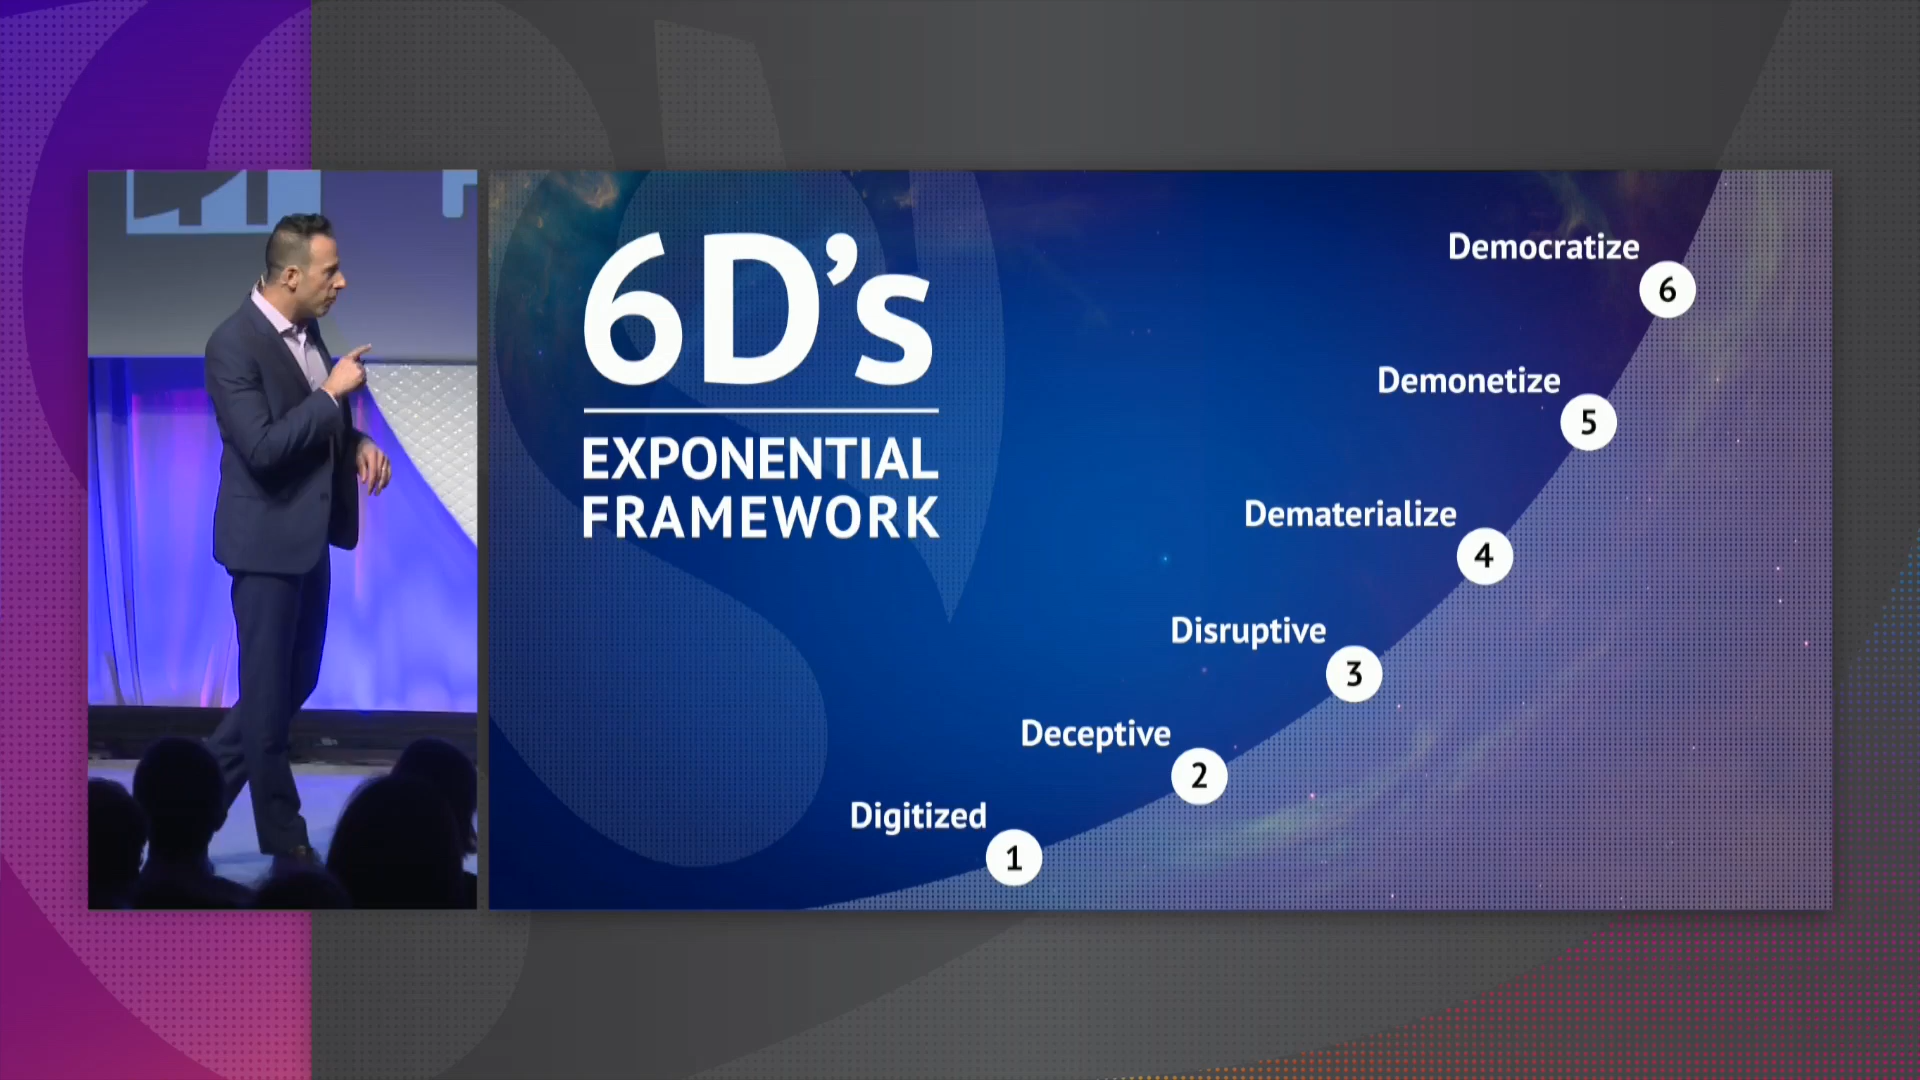 6D's
EXPONENTIAL
FRAMEWORK
Democratize
6
Demonetize
5
Dematerialize
4
Disruptive
3
Deceptive
2
Digitized
1